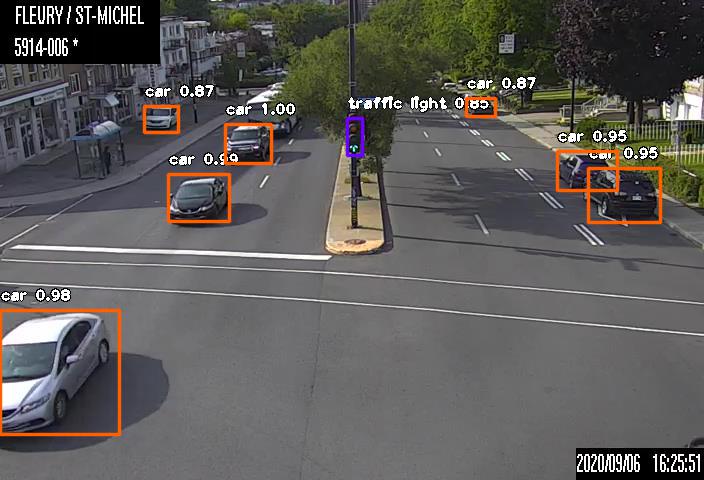 FLEURY / ST-MICHEL
5914-006 *
car 0.87
car 0.87
car 1.00
traffic light 0.85
car 0.99
car 0.95
car 0.95
car 0.98
2020/09/06 16:25:51